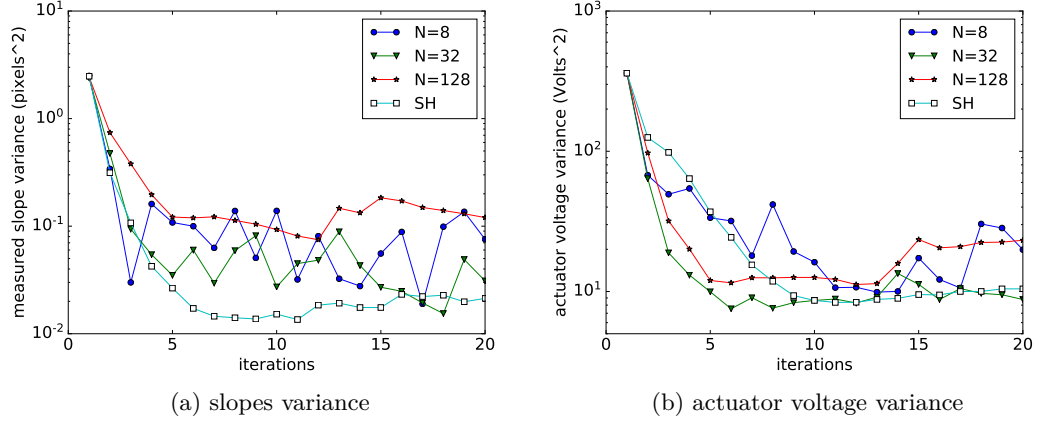 10^1
10^0
10^-1
10^-2
measured slope variance (pixels^2)
0 5 10 15 20
iterations
N=8
N=32
N=128
SH
(a) slopes variance
10^3
10^2
10^1
actuator voltage variance (Volts^2)
0 5 10 15 20
iterations
N=8
N=32
N=128
SH
(b) actuator voltage variance